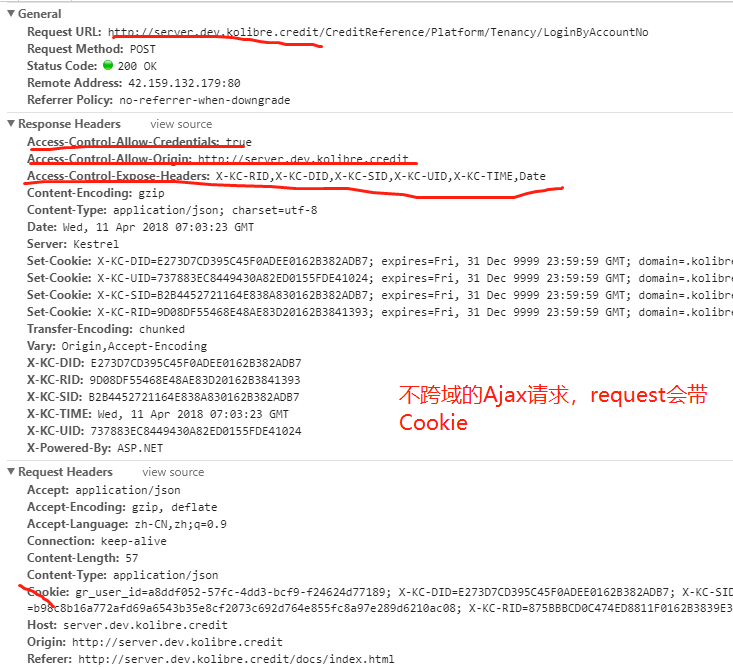 General
Request URL: http://server.dev.kolibre.credit/CreditReference/Platform/Tenancy/LoginByAccountNo
Request Method: POST
Status Code: 200 OK
Remote Address: 42.159.132.179:80
Referrer Policy: no-referrer-when-downgrade
Response Headers view source
Access-Control-Allow-Credentials: true
Access-Control-Allow-Origin: http://server.dev.kolibre.credit
Access-Control-Expose-Headers: X-KC-RID,X-KC-DID,X-KC-SID,X-KC-UID,X-KC-TIME,Date
Content-Encoding: gzip
Content-Type: application/json; charset=utf-8
Date: Wed, 11 Apr 2018 07:03:23 GMT
Server: Kestrel
Set-Cookie: X-KC-DID=E273D7CD395C45F0ADEE0162B382ADB7; expires=Fri, 31 Dec 9999 23:59:59 GMT; domain=.kolibre
Set-Cookie: X-KC-UID=737883EC8449430A82ED0155FDE41024; expires=Fri, 31 Dec 9999 23:59:59 GMT; domain=.kolibre
Set-Cookie: X-KC-SID=B2B4452721164E838A830162B382ADB7; expires=Fri, 31 Dec 9999 23:59:59 GMT; domain=.kolibre
Set-Cookie: X-KC-RID=9D08DF55468E48AE83D20162B3841393; expires=Fri, 31 Dec 9999 23:59:59 GMT; domain=.kolibre
Transfer-Encoding: chunked
Vary: Origin,Accept-Encoding
X-KC-DID: E273D7CD395C45F0ADEE0162B382ADB7
X-KC-RID: 9D08DF55468E48AE83D20162B3841393
X-KC-SID: B2B4452721164E838A830162B382ADB7
X-KC-TIME: Wed, 11 Apr 2018 07:03:23 GMT
X-KC-UID: 737883EC8449430A82ED0155FDE41024
X-Powered-By: ASP.NET
不跨域的Ajax请求，request会带
Cookie
Request Headers view source
Accept: application/json
Accept-Encoding: gzip, deflate
Accept-Language: zh-CN,zh;q=0.9
Connection: keep-alive
Content-Length: 57
Content-Type: application/json
Cookie: gr_user_id=a8ddf052-57fc-4dd3-bcf9-f24624d77189; X-KC-DID=E273D7CD395C45F0ADEE0162B382ADB7; X-KC-SID
=b98c8b16a772afd69a6543b35e8cf2073c692d764e855fc8a97e289d6210ac08; X-KC-RID=875BBBCD0C474ED8811F0162B3839E3
Host: server.dev.kolibre.credit
Origin: http://server.dev.kolibre.credit
Referer: http://server.dev.kolibre.credit/docs/index.html